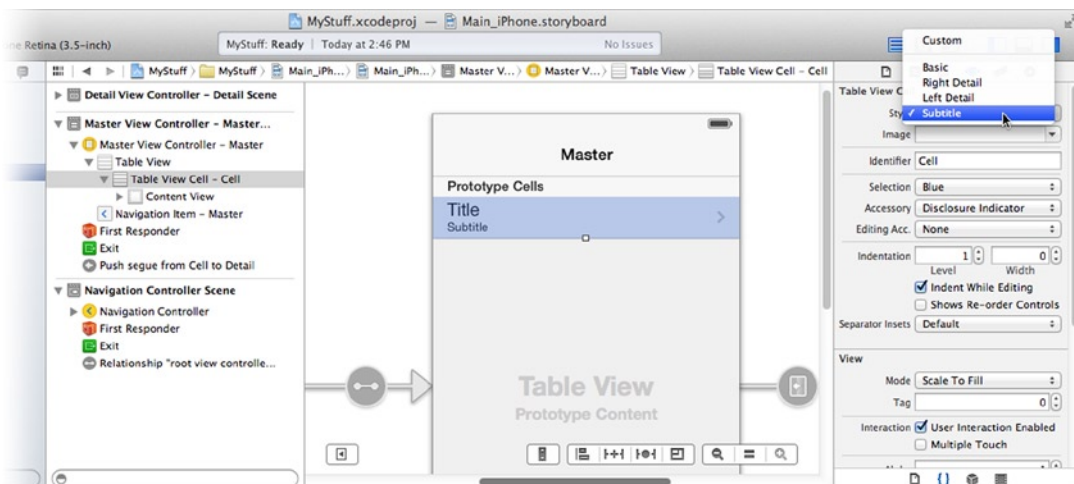 MyStuff.xcodeproj — Main_iPhone.storyboard
Retina (3.5-inch)
MyStuff: Ready | Today at 2:46 PM
No Issues
MyStuff
MyStuff
Main_iPh...
Main_Ph...
Master V...
Master V...
Table View
Table View Cell – Cell
Detail View Controller – Detail Scene
Master View Controller – Master...
Master View Controller – Master
Table View
Table View Cell – Cell
Content View
Navigation Item – Master
First Responder
Exit
Push segue from Cell to Detail
Navigation Controller Scene
Navigation Controller
First Responder
Exit
Relationship "root view controlle...
Master
Prototype Cells
Title
Subtitle
Table View
Prototype Content
Custom
Basic
Right Detail
Left Detail
✓ Subtitle
Table View C
Sty
Image
Identifier Cell
Selection Blue
Accessory Disclosure Indicator
Editing Acc. None
Indentation 1 0
Level Width
Indent While Editing
Shows Re-order Controls
Separator Insets Default
View
Mode Scale To Fill
Tag 0
Interaction User Interaction Enabled
Multiple Touch